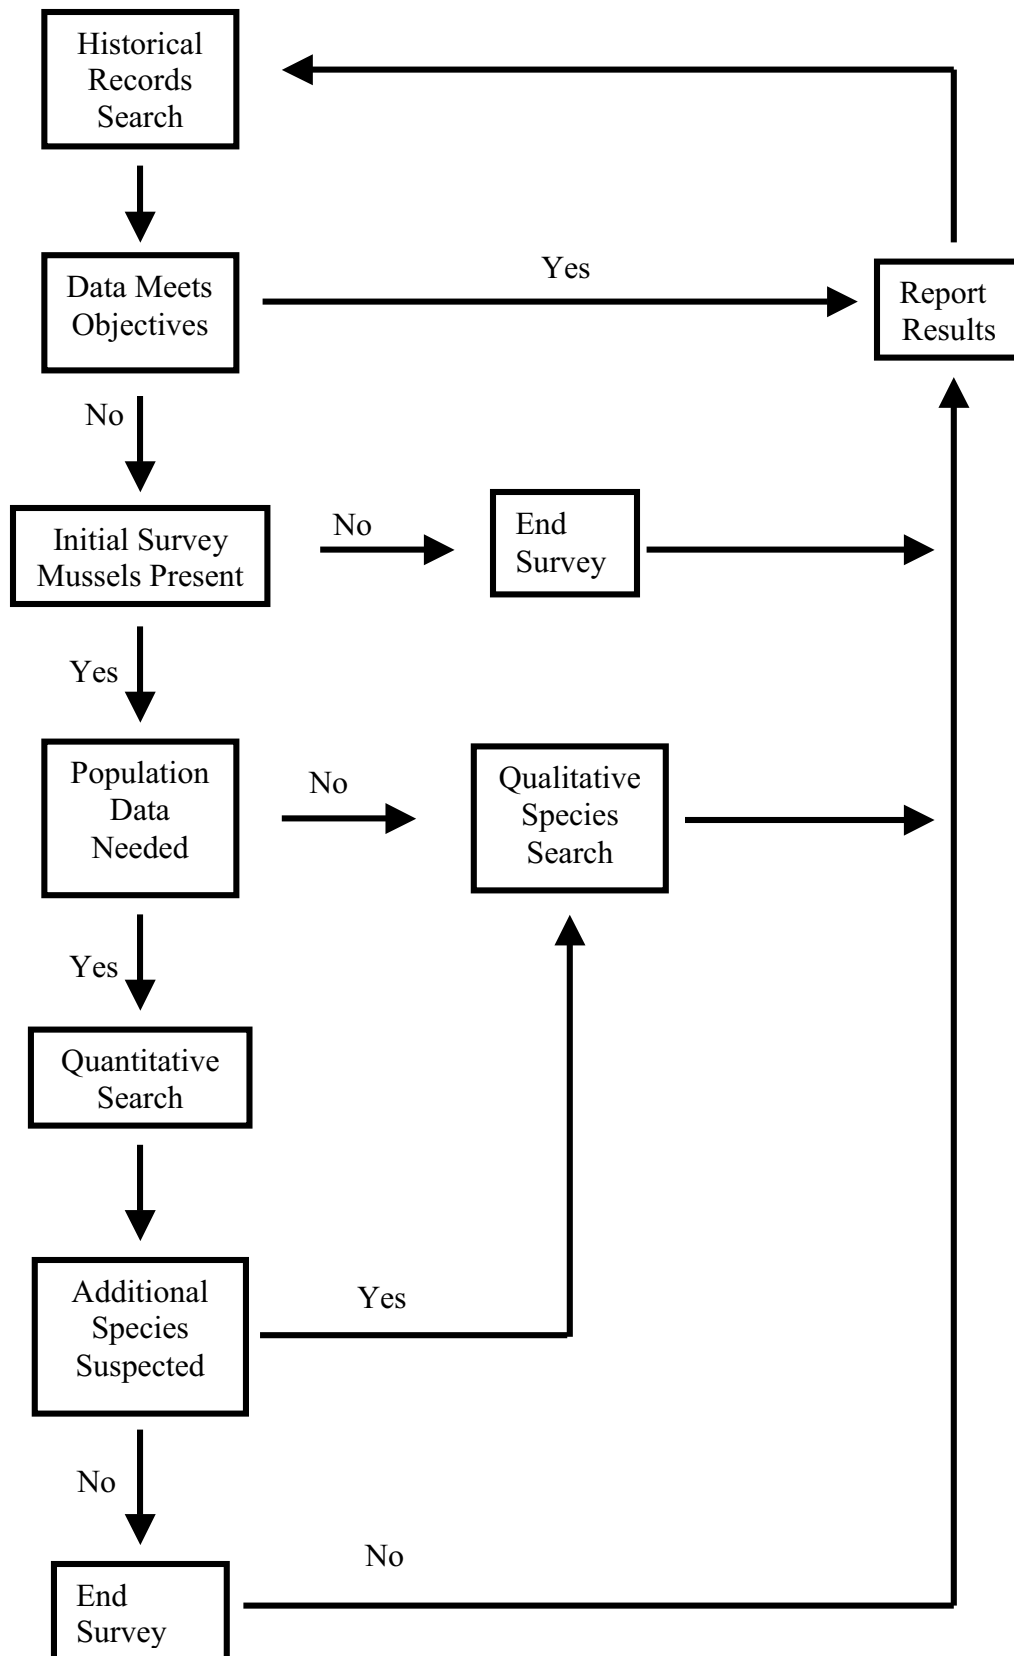 Historical
Records
Search
Data Meets
Objectives
Yes
Report
Results
No
Initial Survey
Mussels Present
No
End
Survey
Yes
Population
Data
Needed
No
Qualitative
Species
Search
Yes
Quantitative
Search
Additional
Species
Suspected
Yes
No
End
Survey
No